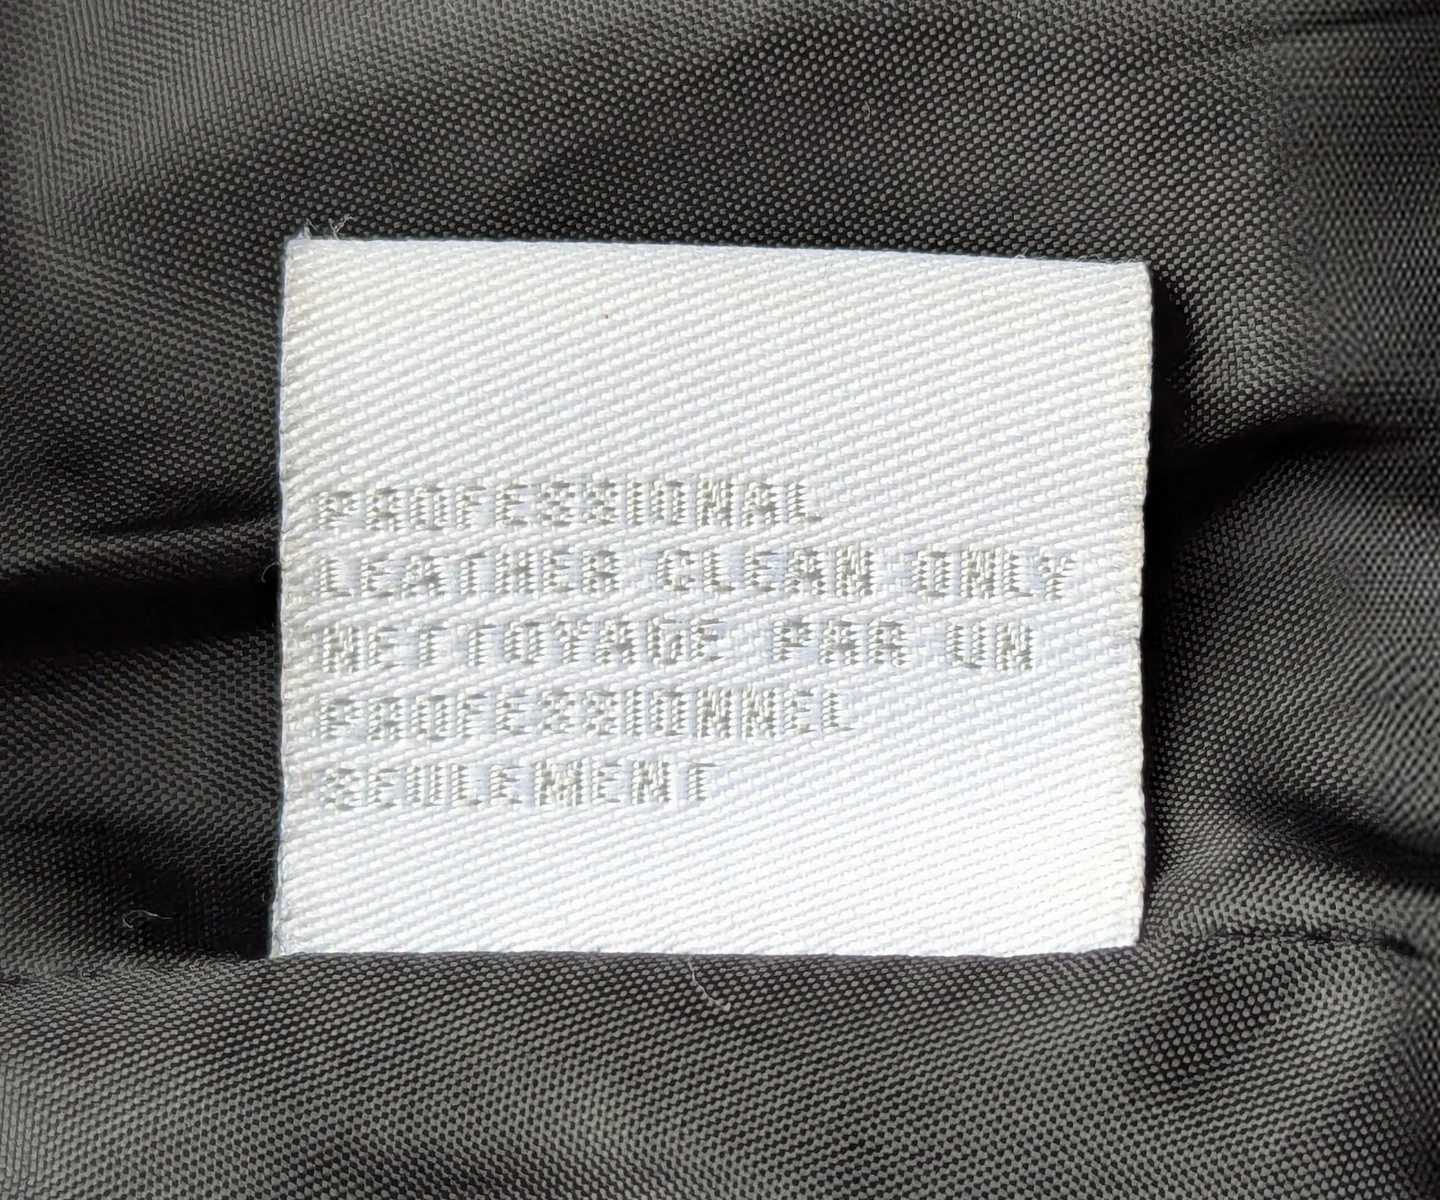 PROFESSIONAL
LEATHER CLEAN ONLY
NETTOYAGE PAR UN
PROFESSIONNEL
SEULEMENT